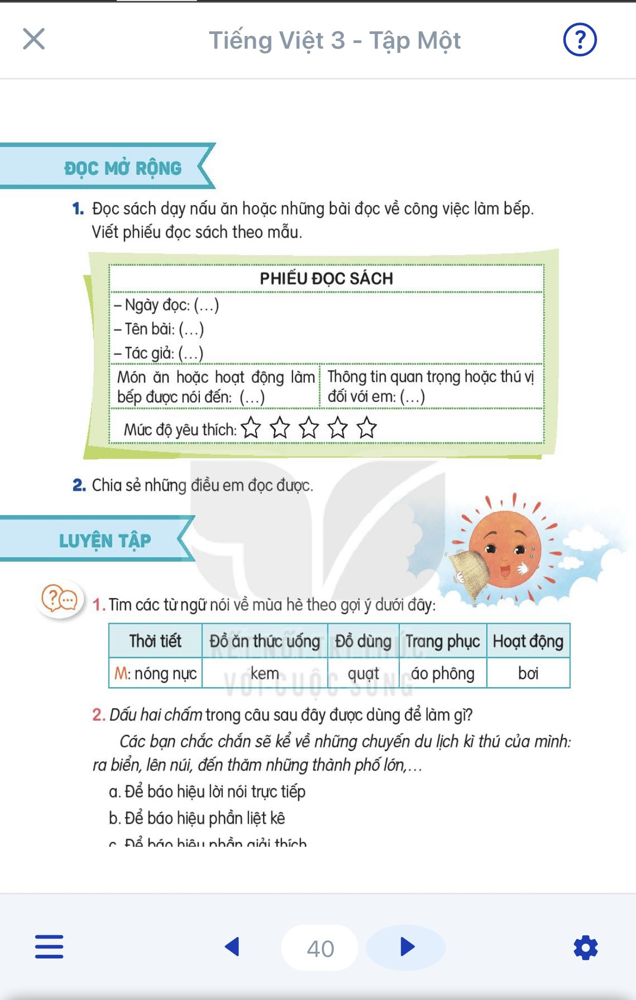 Tiếng Việt 3 - Tập Một
?
ĐỌC MỞ RỘNG
1. Đọc sách dạy nấu ăn hoặc những bài đọc về công việc làm bếp.
Viết phiếu đọc sách theo mẫu.
PHIẾU ĐỌC SÁCH
– Ngày đọc: (...)
– Tên bài: (...)
– Tác giả: (...)
Món ăn hoặc hoạt động làm
bếp được nói đến: (...)
Thông tin quan trọng hoặc thú vị
đối với em: (...)
Mức độ yêu thích:
2. Chia sẻ những điều em đọc được.
LUYỆN TẬP
?...
1. Tìm các từ ngữ nói về mùa hè theo gợi ý dưới đây:
Thời tiết Đồ ăn thức uống Đồ dùng Trang phục Hoạt động
M: nóng nực kem quạt áo phông bơi
KẾT NỐI TRI THỨC
VỚI CUỘC SỐNG
2. Dấu hai chấm trong câu sau đây được dùng để làm gì?
Các bạn chắc chắn sẽ kể về những chuyến du lịch kì thú của mình:
ra biển, lên núi, đến thăm những thành phố lớn,...
a. Để báo hiệu lời nói trực tiếp
b. Để báo hiệu phần liệt kê
c. Để báo hiệu phần giải thích
40